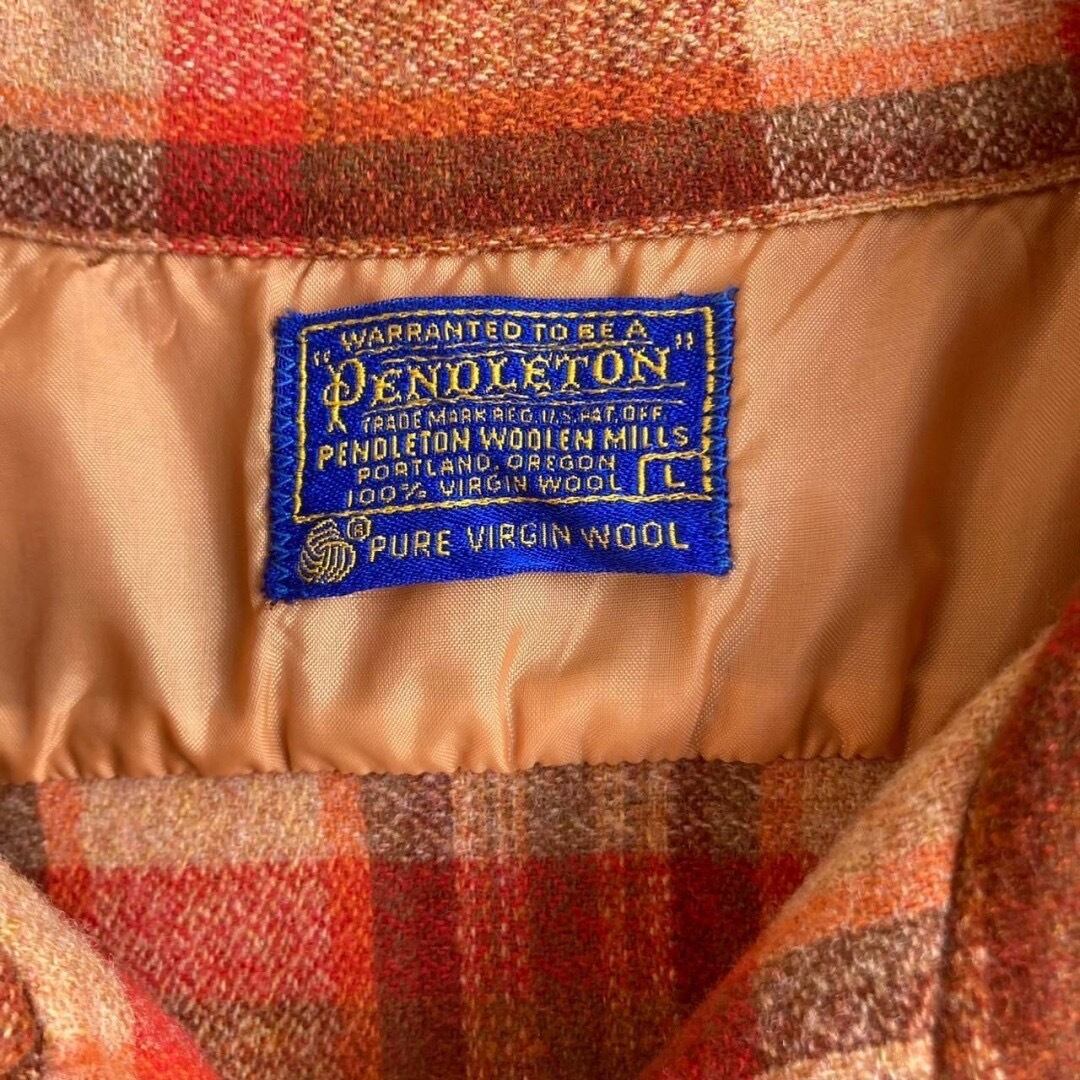 WARRANTED TO BE A
"PENDLETON"
TRADE MARK REG. U.S. PAT. OFF.
PENDLETON WOOLEN MILLS
PORTLAND, OREGON
100% VIRGIN WOOL L
® PURE VIRGIN WOOL